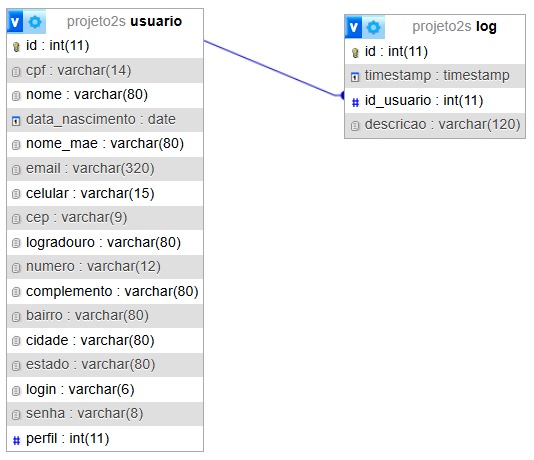 projeto2s usuario
id : int(11)
cpf : varchar(14)
nome : varchar(80)
data_nascimento : date
nome_mae : varchar(80)
email : varchar(320)
celular : varchar(15)
cep : varchar(9)
logradouro : varchar(80)
numero : varchar(12)
complemento : varchar(80)
bairro : varchar(80)
cidade : varchar(80)
estado : varchar(80)
login : varchar(6)
senha : varchar(8)
# perfil : int(11)
projeto2s log
id : int(11)
timestamp : timestamp
# id_usuario : int(11)
descricao : varchar(120)